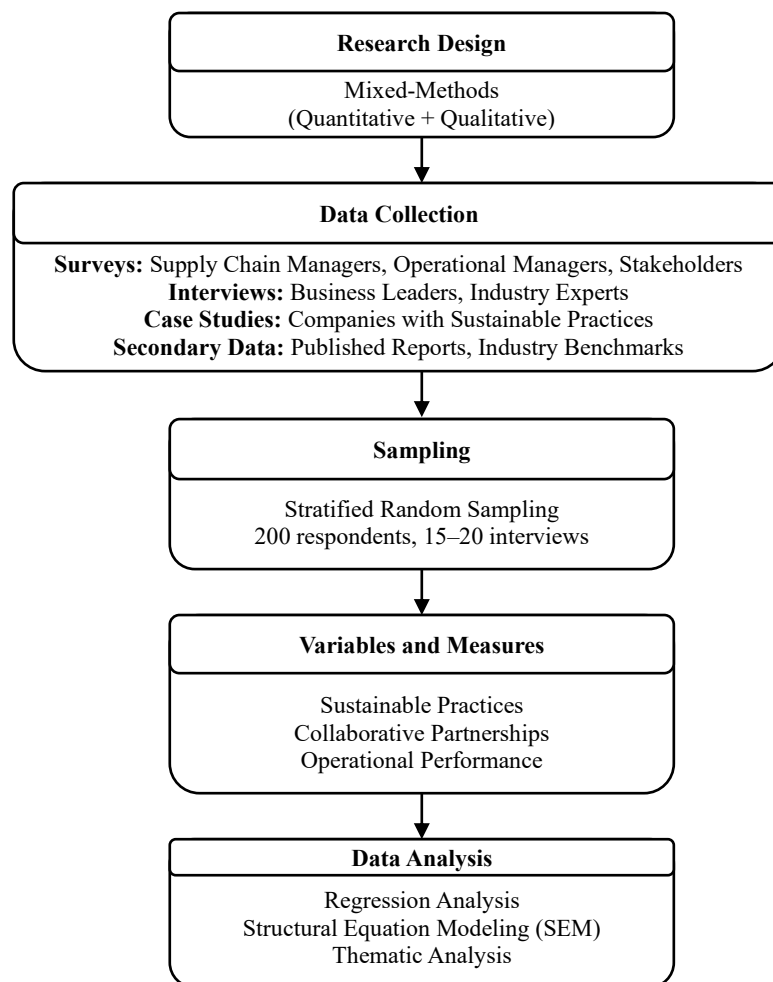 Research Design
Mixed-Methods
(Quantitative + Qualitative)
Data Collection
Surveys: Supply Chain Managers, Operational Managers, Stakeholders
Interviews: Business Leaders, Industry Experts
Case Studies: Companies with Sustainable Practices
Secondary Data: Published Reports, Industry Benchmarks
Sampling
Stratified Random Sampling
200 respondents, 15–20 interviews
Variables and Measures
Sustainable Practices
Collaborative Partnerships
Operational Performance
Data Analysis
Regression Analysis
Structural Equation Modeling (SEM)
Thematic Analysis